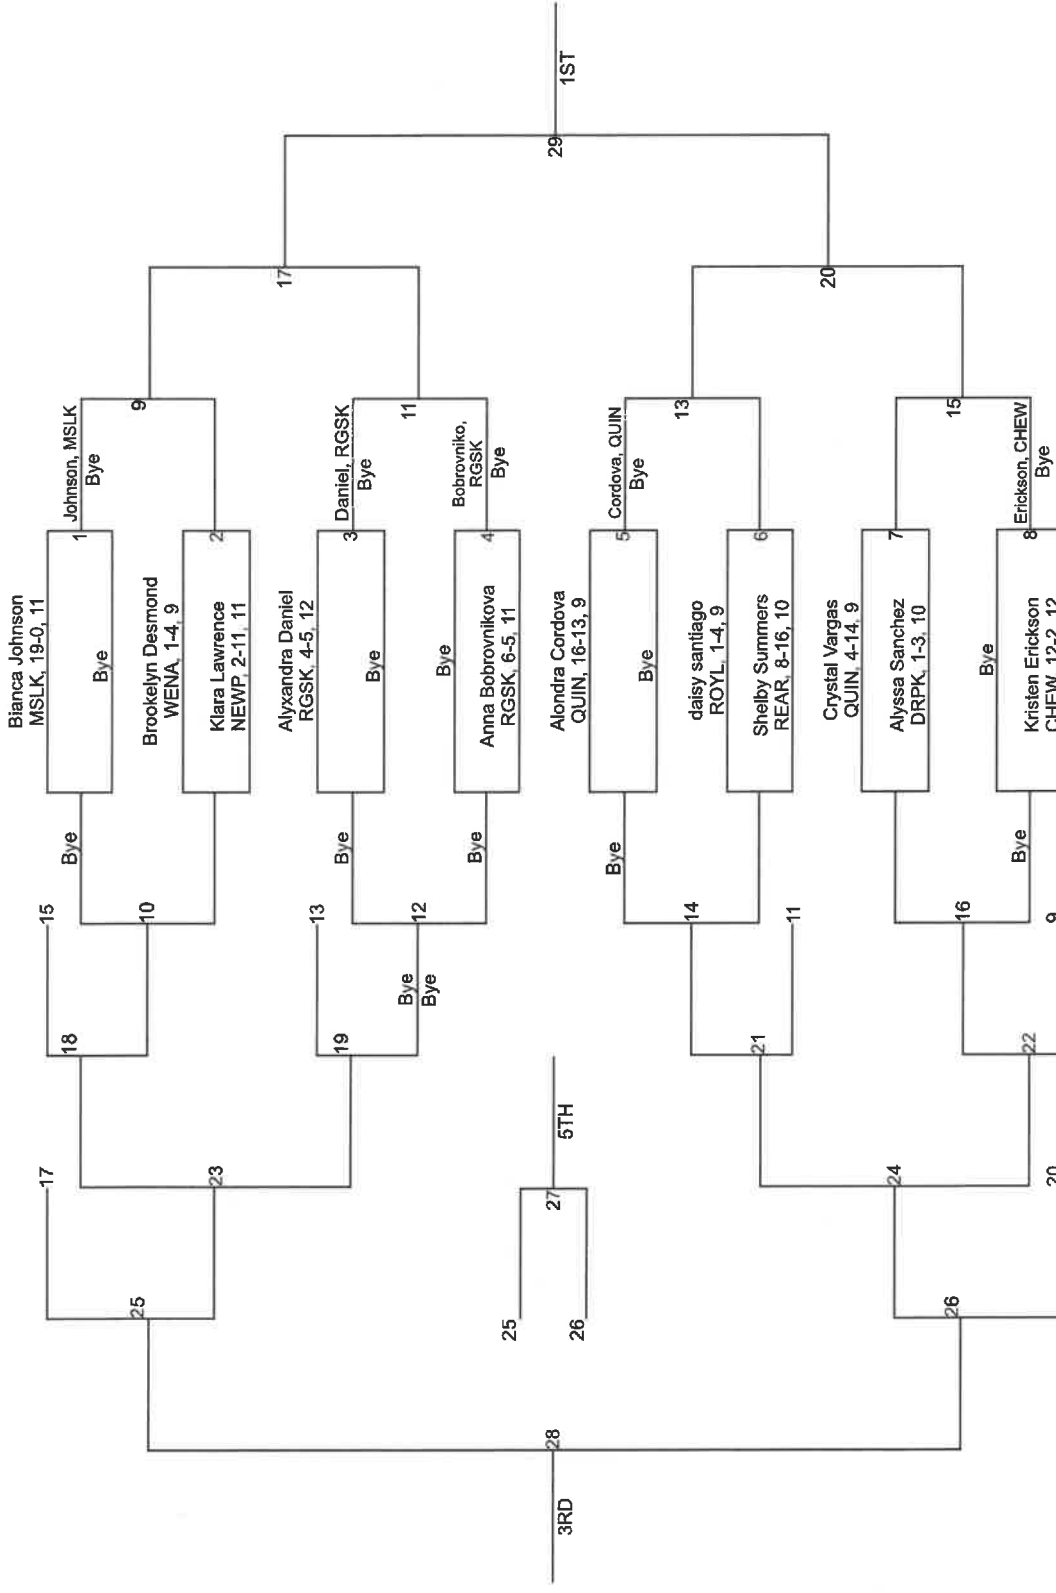 1ST
29
17
20
Johnson, MSLK
Bye
9
Daniel, RGSK
Bye
11
Bobrovniko,
RGSK
Bye
Cordova, QUIN
Bye
13
15
Erickson, CHEW
Bye
Bianca Johnson
MSLK, 19-0, 11
1
Bye
Brookelyn Desmond
WENA, 1-4, 9
2
Klara Lawrence
NEWP, 2-11, 11
Alyxandra Daniel
RGSK, 4-5, 12
3
Bye
Bye
4
Anna Bobrovnikova
RGSK, 6-5, 11
Alondra Cordova
QUIN, 16-13, 9
5
Bye
daisy santiago
ROYL, 1-4, 9
6
Shelby Summers
REAR, 8-16, 10
Crystal Vargas
QUIN, 4-14, 9
7
Alyssa Sanchez
DRPK, 1-3, 10
Bye
8
Kristen Erickson
CHEW, 12-2, 12
Bye
Bye
Bye
Bye
Bye
15
10
13
12
14
11
16
9
Bye
Bye
18
19
21
22
5TH
17
23
27
24
20
25
25
26
26
28
3RD